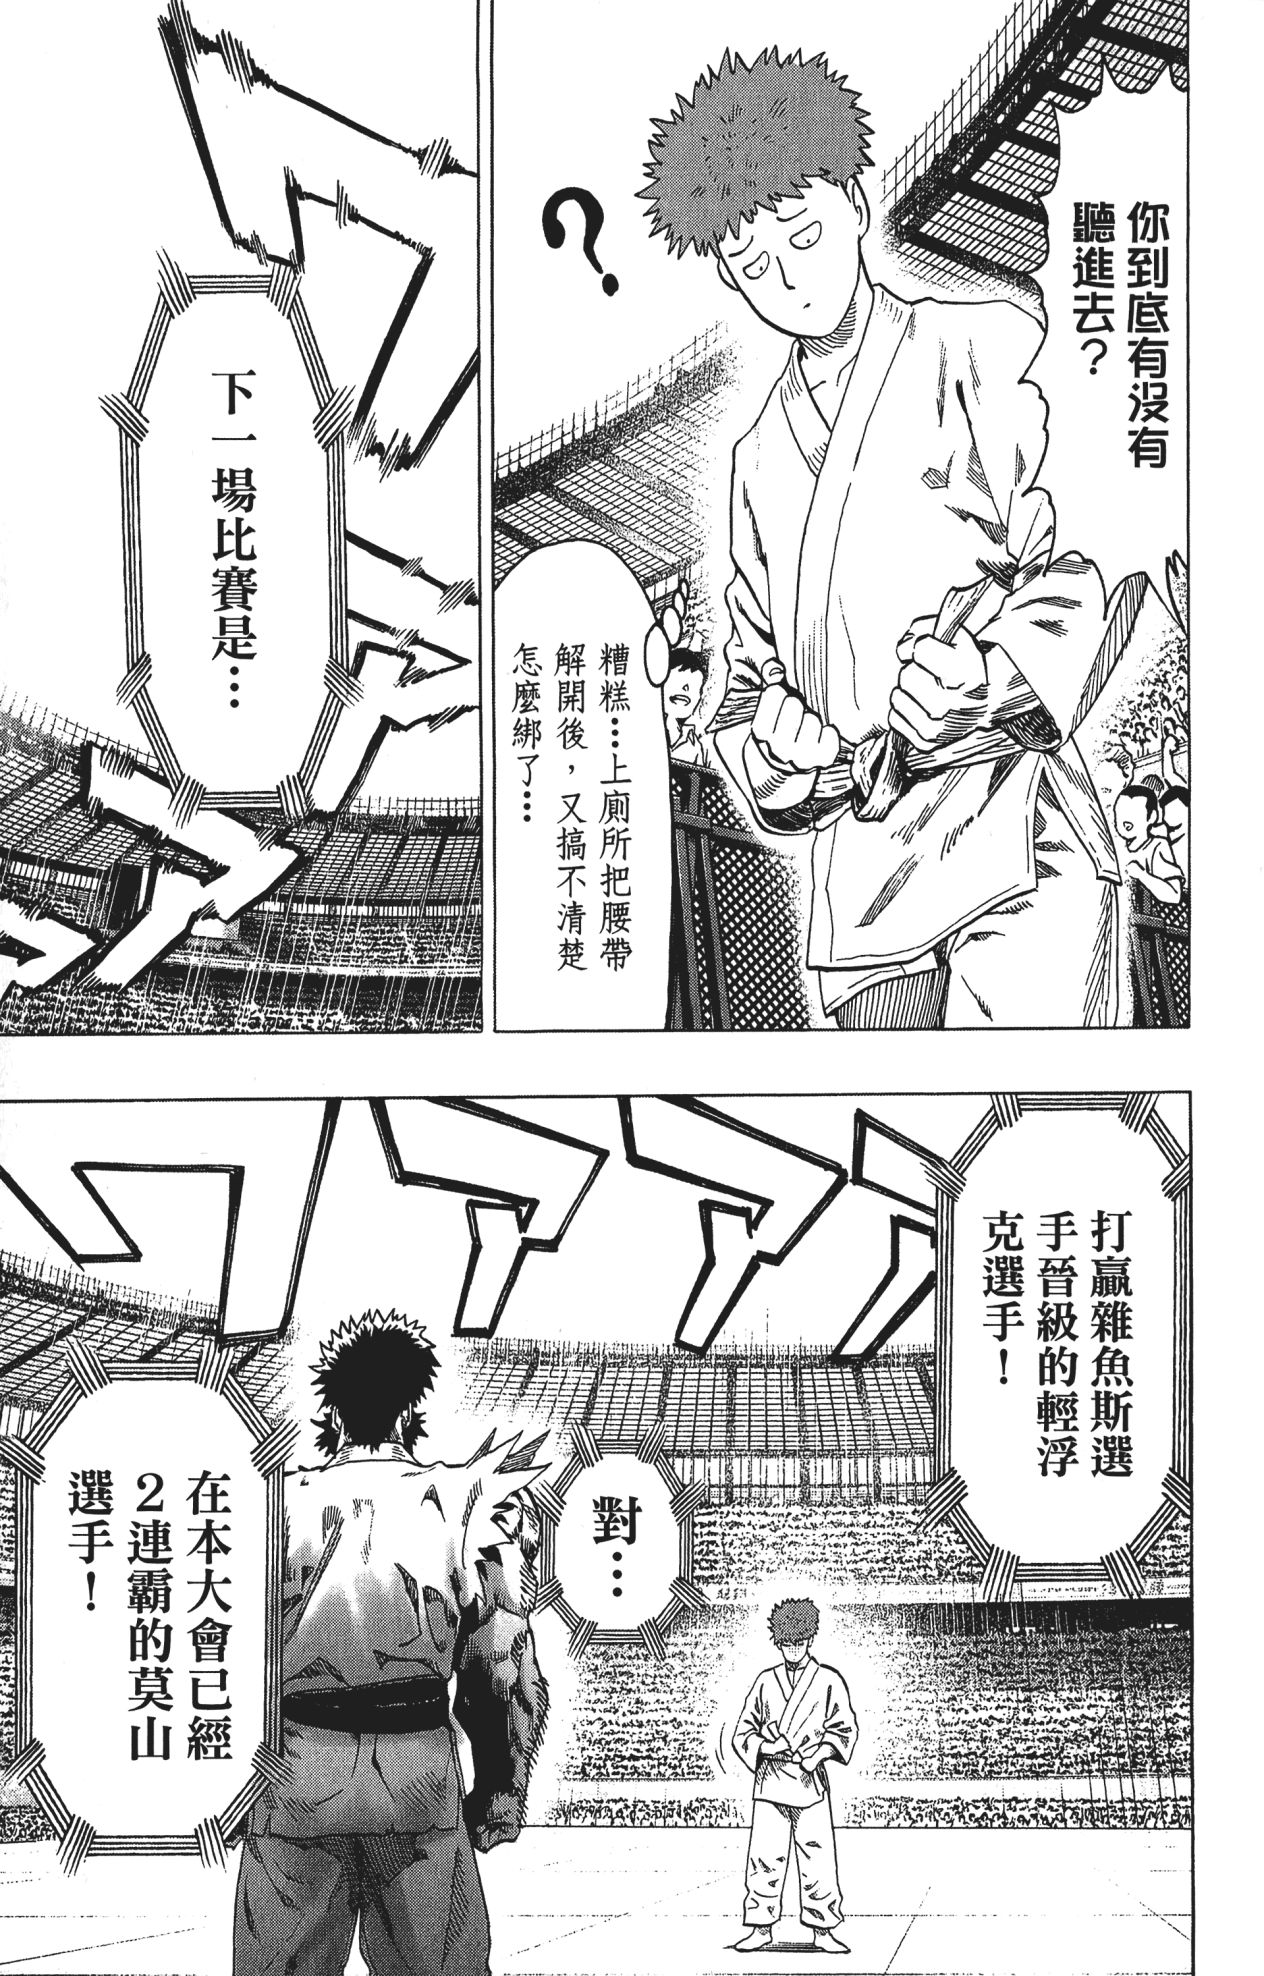 你到底有沒有
聽進去？
？
糟糕…上廁所把腰帶
解開後，又搞不清楚
怎麼綁了…
下一場比賽是…
打贏雜魚斯選
手晉級的輕浮
克選手！
對…
在本大會已經
2連霸的莫山
選手！